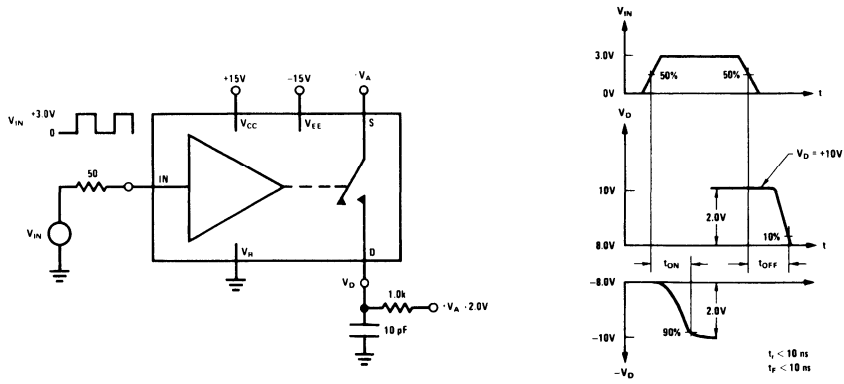 +15V
-15V
·VA
VIN
+3.0V
0
VCC
VEE
S
50
IN
VIN
VR
D
VD
1.0k
·VA ·2.0V
10 pF
VIN
3.0V
50%
50%
0V
t
VD
VD = +10V
10V
2.0V
10%
8.0V
t
tON
tOFF
-8.0V
2.0V
-10V
90%
-VD
tr < 10 ns
tF < 10 ns